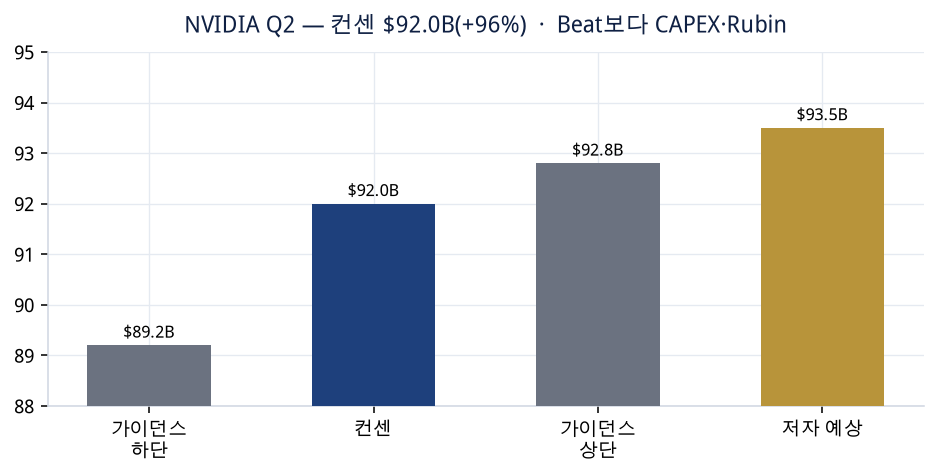 NVIDIA Q2 — 컨센 $92.0B(+96%) · Beat보다 CAPEX·Rubin
95
94
93
92
91
90
89
88
$89.2B
$92.0B
$92.8B
$93.5B
가이던스
하단
컨센
가이던스
상단
저자 예상